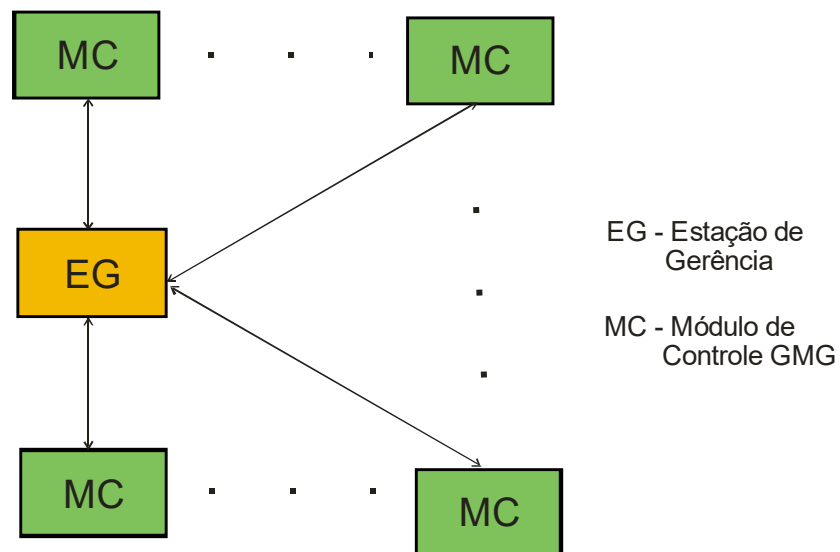 MC
MC
EG
EG - Estação de
Gerência
MC - Módulo de
Controle GMG
MC
MC